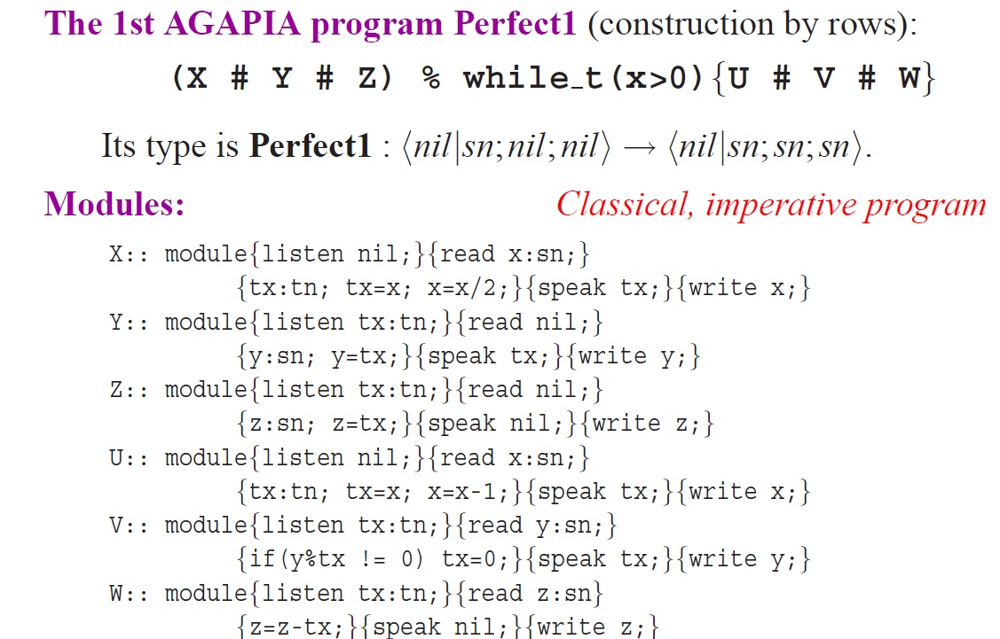 The 1st AGAPIA program Perfect1 (construction by rows):
(X # Y # Z) % while_t(x>0){U # V # W}
Its type is Perfect1 : ⟨nil|sn;nil;nil⟩ → ⟨nil|sn;sn;sn⟩.
Modules: Classical, imperative program
X:: module{listen nil;}{read x:sn;}
{tx:tn; tx=x; x=x/2;}{speak tx;}{write x;}
Y:: module{listen tx:tn;}{read nil;}
{y:sn; y=tx;}{speak tx;}{write y;}
Z:: module{listen tx:tn;}{read nil;}
{z:sn; z=tx;}{speak nil;}{write z;}
U:: module{listen nil;}{read x:sn;}
{tx:tn; tx=x; x=x-1;}{speak tx;}{write x;}
V:: module{listen tx:tn;}{read y:sn;}
{if(y%tx != 0) tx=0;}{speak tx;}{write y;}
W:: module{listen tx:tn;}{read z:sn}
{z=z-tx;}{speak nil;}{write z;}